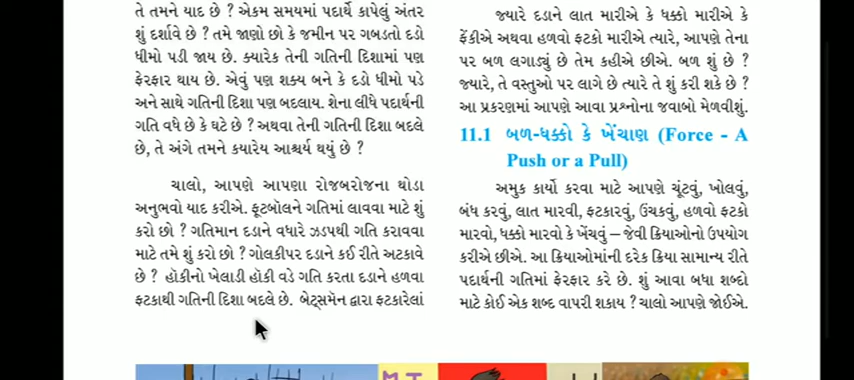 તે તમને યાદ છે ? એકમ સમયમાં પદાર્થે કાપેલું અંતર
શું દર્શાવે છે ? તમે જાણો છો કે જમીન પર ગબડતો દડો
ધીમો પડી જાય છે. ક્યારેક તેની ગતિની દિશામાં પણ
ફેરફાર થાય છે. એવું પણ શક્ય બને કે દડો ધીમો પડે
અને સાથે ગતિની દિશા પણ બદલાય. શેના લીધે પદાર્થની
ગતિ વધે છે કે ઘટે છે ? અથવા તેની ગતિની દિશા બદલે
છે, તે અંગે તમને કયારેય આશ્ચર્ય થયું છે ?
ચાલો, આપણે આપણા રોજબરોજના થોડા
અનુભવો યાદ કરીએ. ફૂટબૉલને ગતિમાં લાવવા માટે શું
કરો છો ? ગતિમાન દડાને વધારે ઝડપથી ગતિ કરાવવા
માટે તમે શું કરો છો ? ગોલકીપર દડાને કઈ રીતે અટકાવે
છે ? હૉકીનો ખેલાડી હૉકી વડે ગતિ કરતા દડાને હળવા
ફટકાથી ગતિની દિશા બદલે છે. બેટ્સમૅન દ્વારા ફટકારેલાં
જ્યારે દડાને લાત મારીએ કે ધક્કો મારીએ કે
ફેંકીએ અથવા હળવો ફટકો મારીએ ત્યારે, આપણે તેના
પર બળ લગાડ્યું છે તેમ કહીએ છીએ. બળ શું છે ?
જ્યારે, તે વસ્તુઓ પર લાગે છે ત્યારે તે શું કરી શકે છે ?
આ પ્રકરણમાં આપણે આવા પ્રશ્નોના જવાબો મેળવીશું.
11.1 બળ-ધક્કો કે ખેંચાણ (Force - A
Push or a Pull)
અમુક કાર્યો કરવા માટે આપણે ચૂંટવું, ખોલવું,
બંધ કરવું, લાત મારવી, ફટકારવું, ઉચકવું, હળવો ફટકો
મારવો, ધક્કો મારવો કે ખેંચવું – જેવી ક્રિયાઓનો ઉપયોગ
કરીએ છીએ. આ ક્રિયાઓમાંની દરેક ક્રિયા સામાન્ય રીતે
પદાર્થની ગતિમાં ફેરફાર કરે છે. શું આવા બધા શબ્દો
માટે કોઈ એક શબ્દ વાપરી શકાય ? ચાલો આપણે જોઈએ.